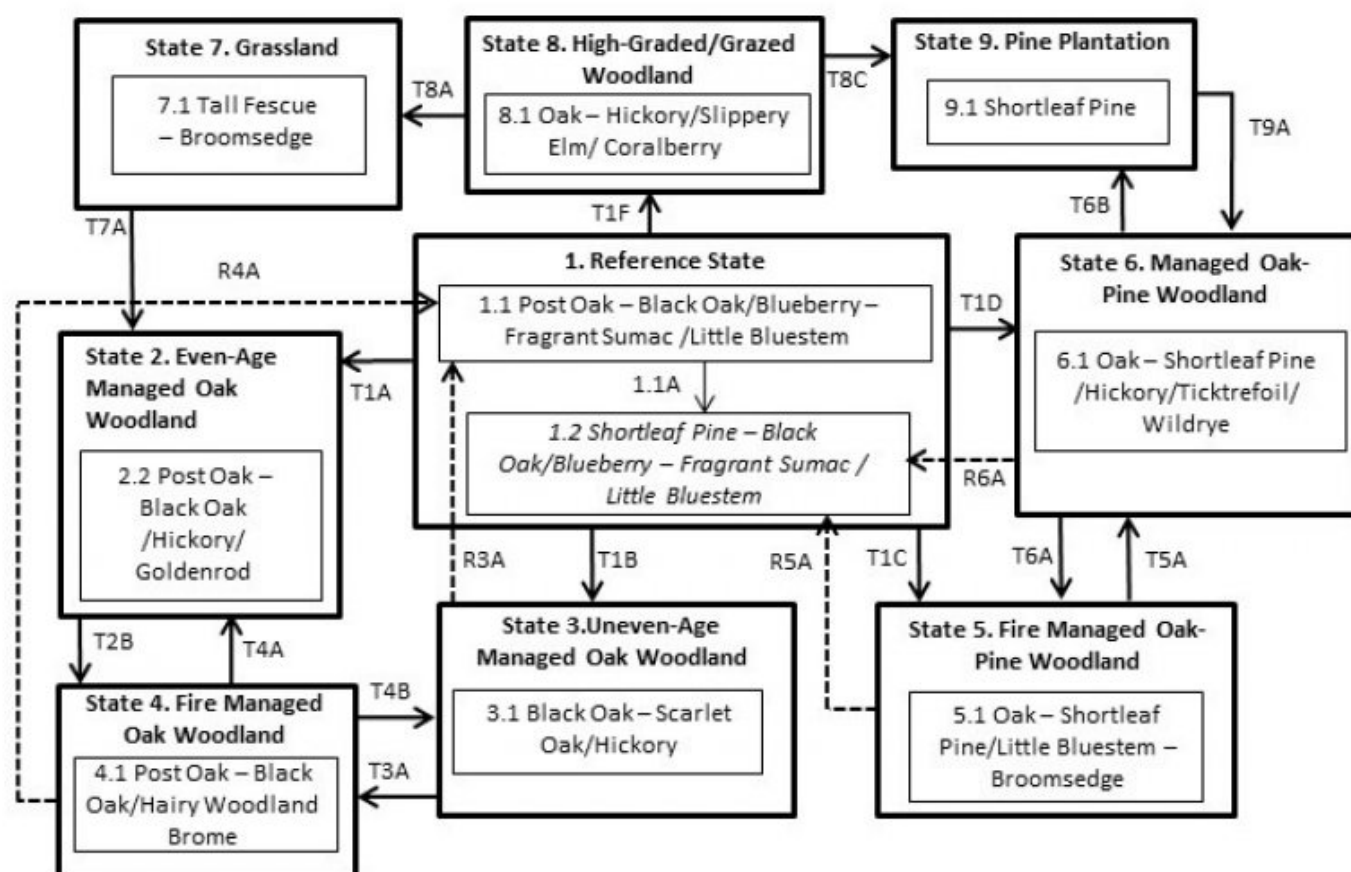 State 7. Grassland
7.1 Tall Fescue
– Broomsedge
T8A
State 8. High-Graded/Grazed
Woodland
8.1 Oak – Hickory/Slippery
Elm/ Coralberry
T8C
State 9. Pine Plantation
9.1 Shortleaf Pine
T9A
T7A
T1F
T6B
R4A
1. Reference State
1.1 Post Oak – Black Oak/Blueberry –
Fragrant Sumac /Little Bluestem
1.1A
1.2 Shortleaf Pine – Black
Oak/Blueberry – Fragrant Sumac /
Little Bluestem
T1D
State 6. Managed Oak-
Pine Woodland
6.1 Oak – Shortleaf Pine
/Hickory/Ticktrefoil/
Wildrye
R6A
State 2. Even-Age
Managed Oak
Woodland
2.2 Post Oak –
Black Oak
/Hickory/
Goldenrod
T1A
R3A
T1B
R5A
T1C
T6A
T5A
T2B
T4A
State 4. Fire Managed
Oak Woodland
4.1 Post Oak – Black
Oak/Hairy Woodland
Brome
T4B
T3A
State 3.Uneven-Age
Managed Oak Woodland
3.1 Black Oak – Scarlet
Oak/Hickory
State 5. Fire Managed Oak-
Pine Woodland
5.1 Oak – Shortleaf
Pine/Little Bluestem –
Broomsedge